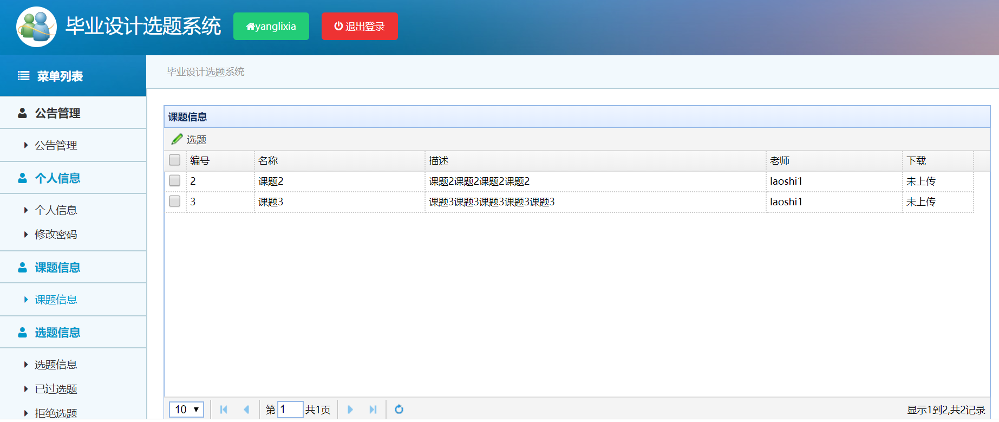 毕业设计选题系统 yanglixia 退出登录
菜单列表
公告管理
公告管理
个人信息
个人信息
修改密码
课题信息
课题信息
选题信息
选题信息
已过选题
拒绝选题
毕业设计选题系统
课题信息
选题
编号 名称 描述 老师 下载
2 课题2 课题2课题2课题2课题2 laoshi1 未上传
3 课题3 课题3课题3课题3课题3课题3 laoshi1 未上传
10 第 1 共1页 显示1到2,共2记录